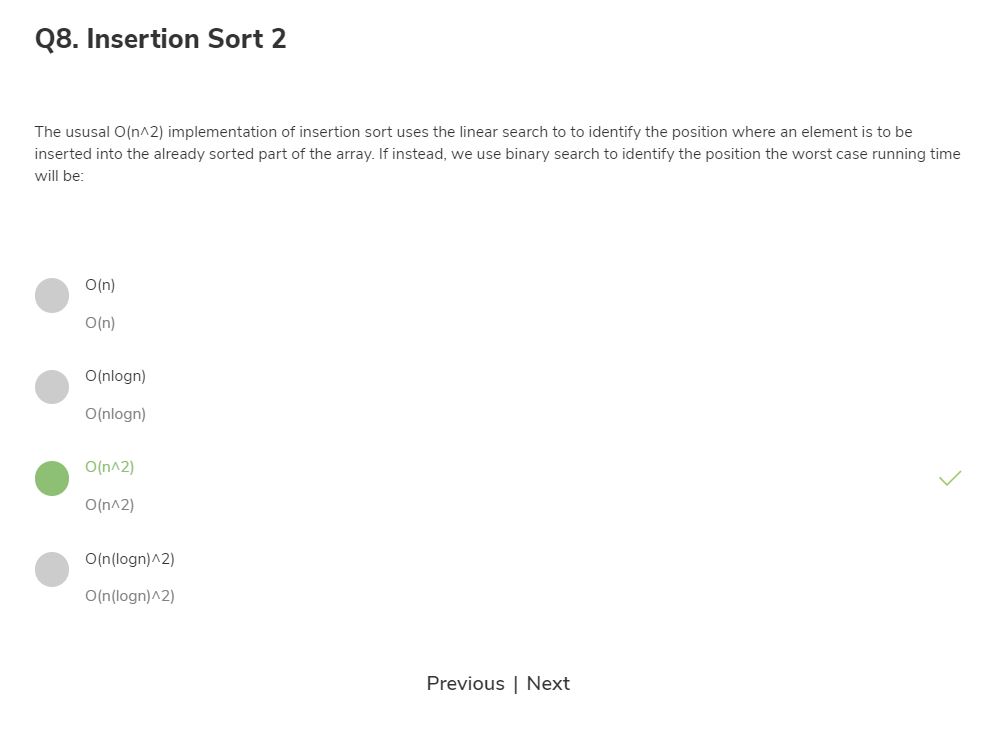 Q8. Insertion Sort 2
The ususal O(n^2) implementation of insertion sort uses the linear search to to identify the position where an element is to be
inserted into the already sorted part of the array. If instead, we use binary search to identify the position the worst case running time
will be:
O(n)
O(n)
O(nlogn)
O(nlogn)
O(n^2)
O(n^2)
O(n(logn)^2)
O(n(logn)^2)
Previous | Next